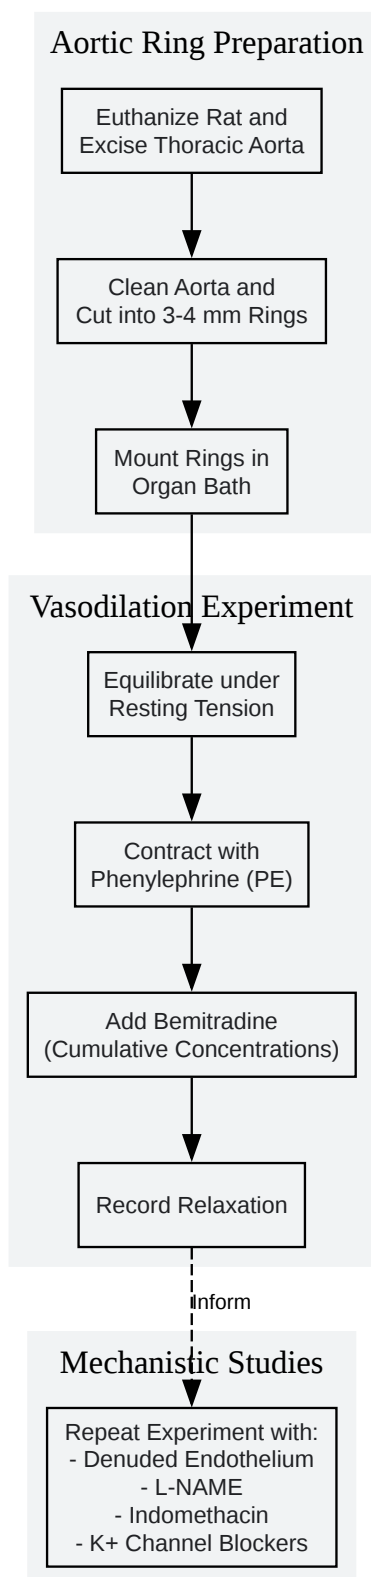 Aortic Ring Preparation
Euthanize Rat and
Excise Thoracic Aorta
Clean Aorta and
Cut into 3-4 mm Rings
Mount Rings in
Organ Bath
Vasodilation Experiment
Equilibrate under
Resting Tension
Contract with
Phenylephrine (PE)
Add Bemitradine
(Cumulative Concentrations)
Record Relaxation
Inform
Mechanistic Studies
Repeat Experiment with:
- Denuded Endothelium
- L-NAME
- Indomethacin
- K+ Channel Blockers